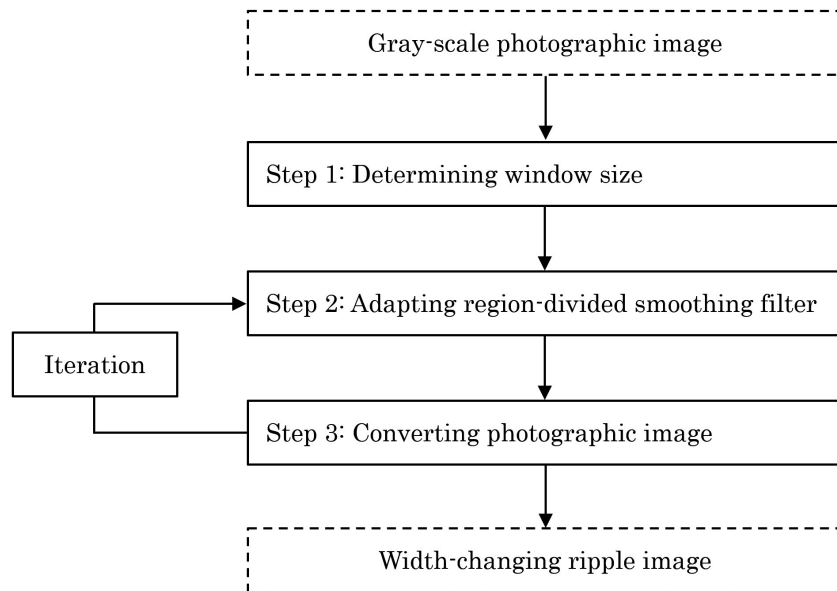 Gray-scale photographic image
Step 1: Determining window size
Step 2: Adapting region-divided smoothing filter
Iteration
Step 3: Converting photographic image
Width-changing ripple image